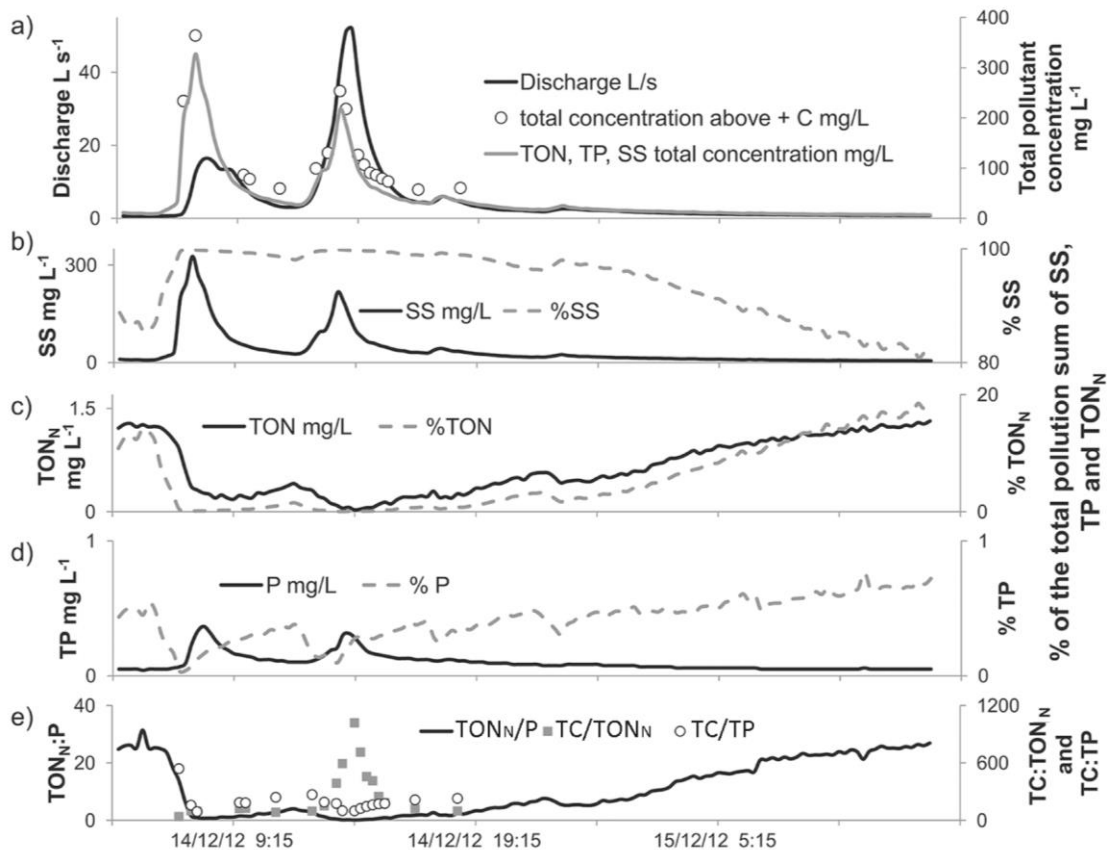 a)
Discharge L s-1
40
20
0
Discharge L/s
total concentration above + C mg/L
TON, TP, SS total concentration mg/L
400
300
200
100
0
Total pollutant
concentration
mg L-1
b)
SS mg L-1
300
0
SS mg/L
%SS
100
80
% SS
c)
TONN
mg L-1
1.5
0
TON mg/L
%TON
20
0
% TONN
d)
TP mg L-1
1
0
P mg/L
% P
1
0
% TP
% of the total pollution sum of SS,
TP and TONN
e)
TONN:P
40
20
0
TONN/P
TC/TONN
TC/TP
1200
600
0
TC:TONN
and
TC:TP
14/12/12 9:15
14/12/12 19:15
15/12/12 5:15